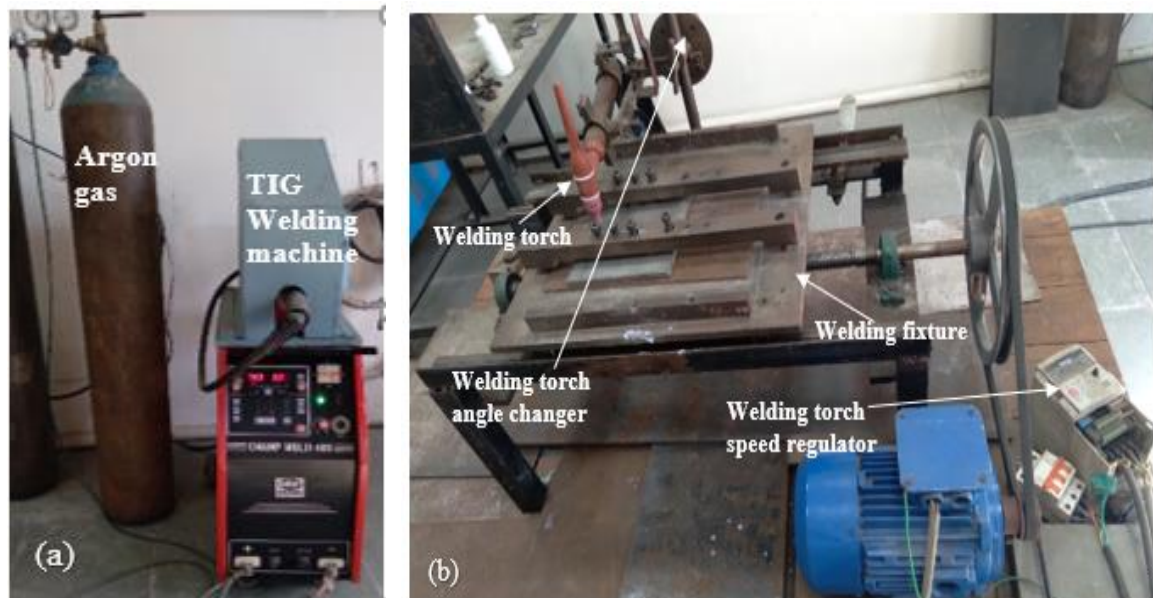 Argon
gas
TIG
Welding
machine
(a)
Welding torch
Welding fixture
Welding torch
angle changer
Welding torch
speed regulator
(b)